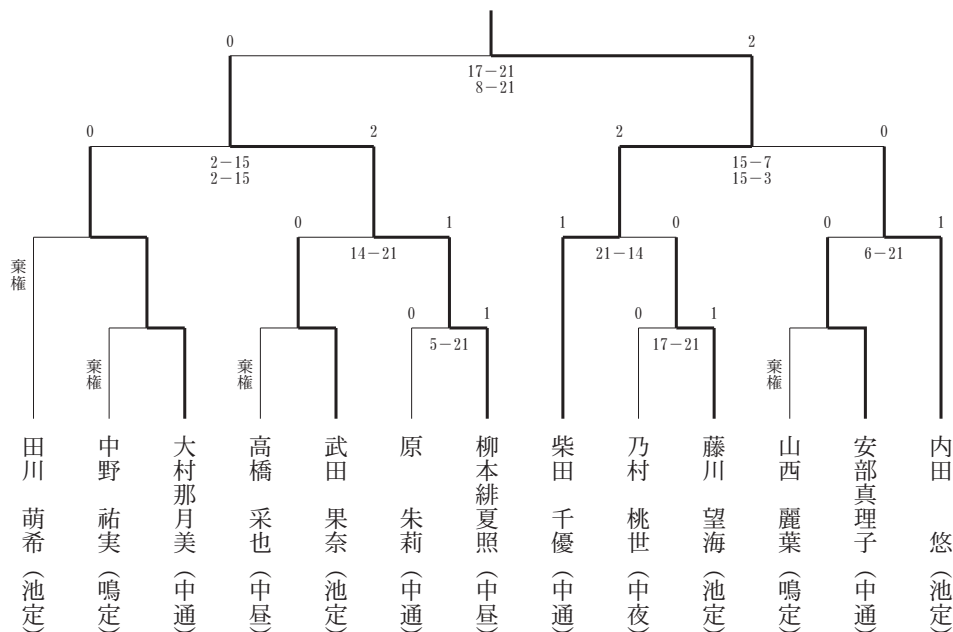 0
2
17-21
8-21
0
2
2
0
2-15
2-15
15-7
15-3
0
1
1
0
0
1
14-21
21-14
6-21
棄権
0
1
0
1
5-21
17-21
棄権
棄権
棄権
田川 萌希 (池定)
中野 祐実 (鳴定)
大村那月美 (中通)
高橋 采也 (中昼)
武田 果奈 (池定)
原 朱莉 (中通)
柳本緋夏照 (中昼)
柴田 千優 (中通)
乃村 桃世 (中夜)
藤川 望海 (池定)
山西 麗葉 (鳴定)
安部真理子 (中通)
内田 悠 (池定)